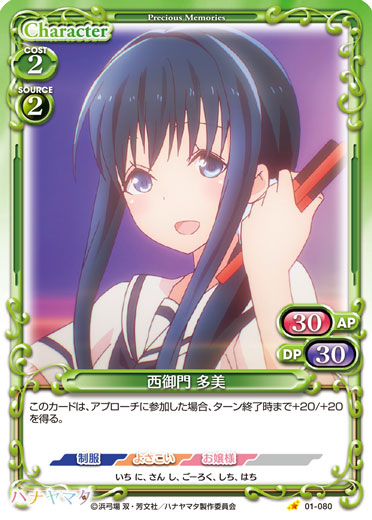 Precious Memories
Character
COST
2
SOURCE
2
30 AP
DP 30
西御門 多美
このカードは、アプローチに参加した場合、ターン終了時まで+20/+20
を得る。
制服 よさこい お嬢様
いち に、さん し、ごーろく、しち、はち
ハナヤマタ
©浜弓場 双・芳文社／ハナヤマタ製作委員会
01-080